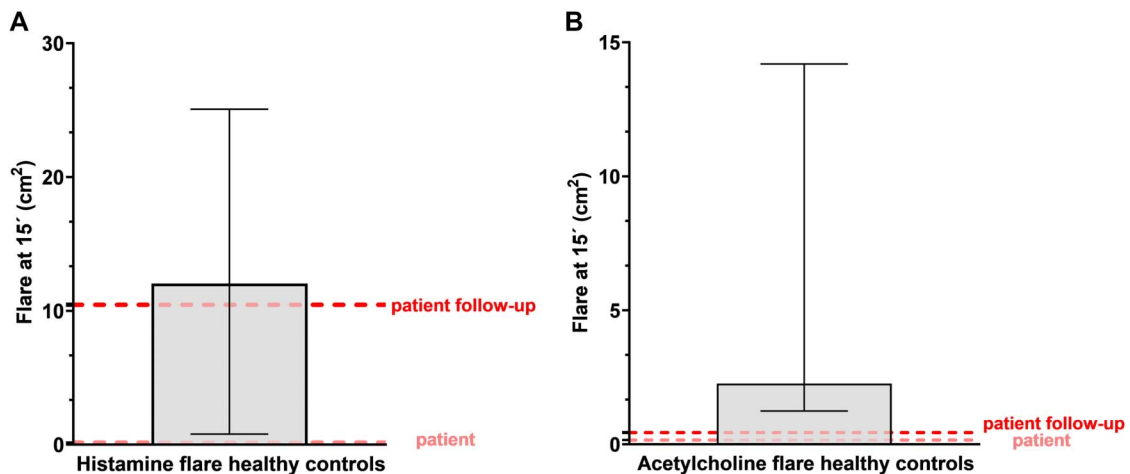 A
Flare at 15´ (cm²)
30
20
10
0
patient follow-up
patient
Histamine flare healthy controls
B
Flare at 15´ (cm²)
15
10
5
0
patient follow-up
patient
Acetylcholine flare healthy controls